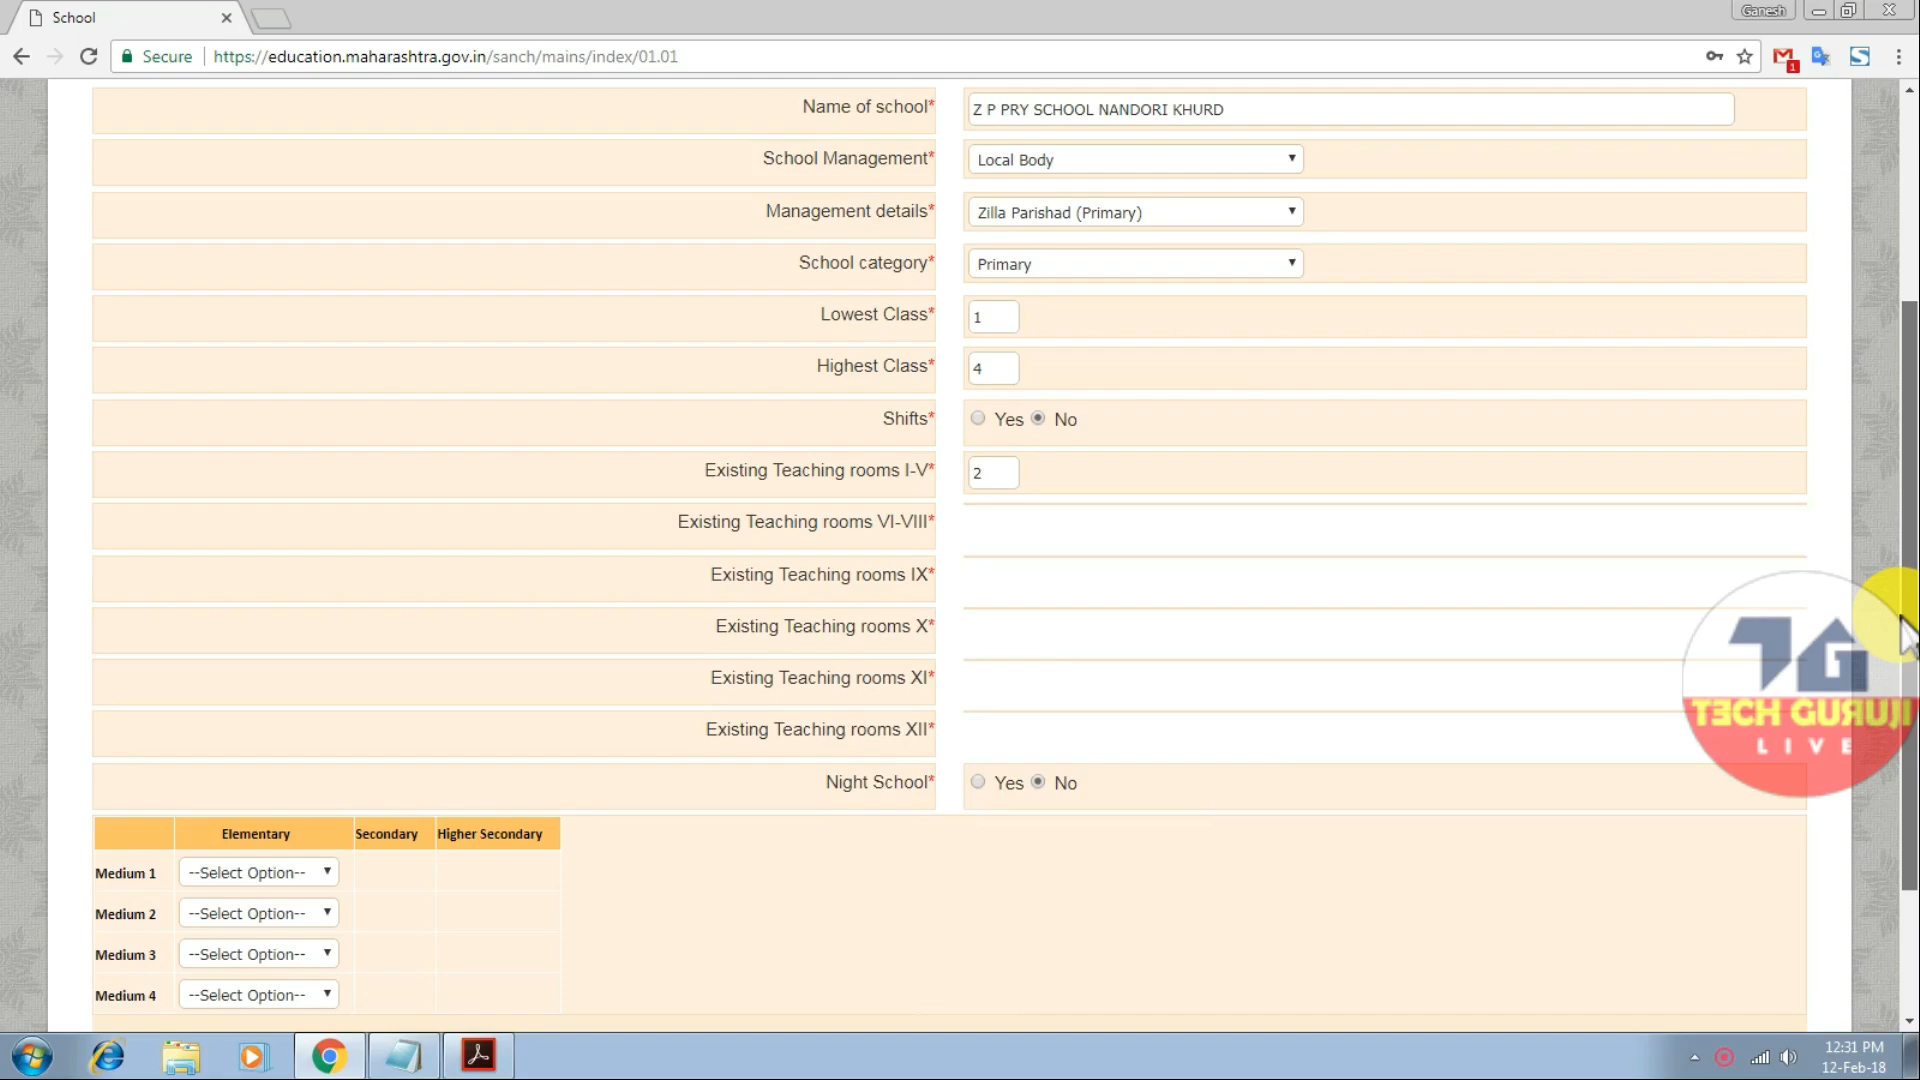 School
Ganesh
Secure https://education.maharashtra.gov.in/sanch/mains/index/01.01
1
Name of school* Z P PRY SCHOOL NANDORI KHURD
School Management* Local Body
Management details* Zilla Parishad (Primary)
School category* Primary
Lowest Class* 1
Highest Class* 4
Shifts* Yes No
Existing Teaching rooms I-V* 2
Existing Teaching rooms VI-VIII*
Existing Teaching rooms IX*
Existing Teaching rooms X*
Existing Teaching rooms XI*
Existing Teaching rooms XII*
Night School* Yes No
TG
TECH GURUJI
LIVE
Elementary Secondary Higher Secondary
Medium 1 --Select Option--
Medium 2 --Select Option--
Medium 3 --Select Option--
Medium 4 --Select Option--
12:31 PM
12-Feb-18